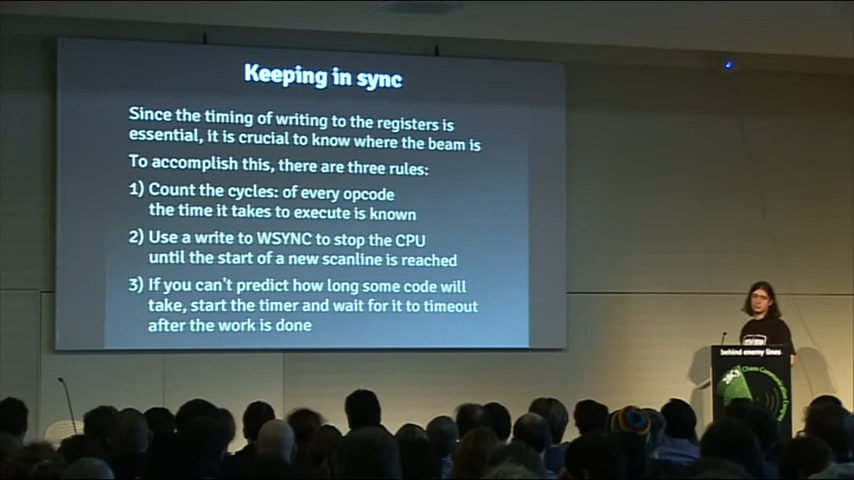 Keeping in sync
Since the timing of writing to the registers is
essential, it is crucial to know where the beam is
To accomplish this, there are three rules:
1) Count the cycles: of every opcode
the time it takes to execute is known
2) Use a write to WSYNC to stop the CPU
until the start of a new scanline is reached
3) If you can't predict how long some code will
take, start the timer and wait for it to timeout
after the work is done
behind enemy lines
28C3
Chaos Communication